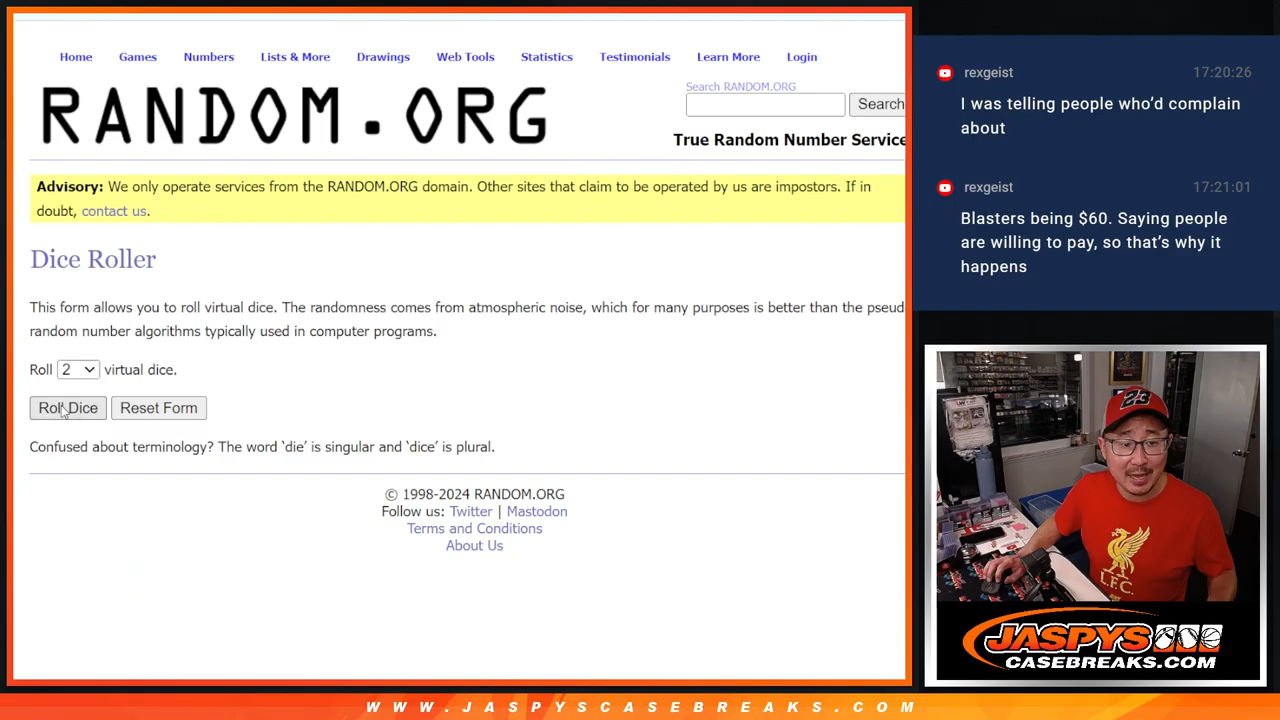 Home Games Numbers Lists & More Drawings Web Tools Statistics Testimonials Learn More Login
RANDOM.ORG
Search RANDOM.ORG
Search
True Random Number Service
Advisory: We only operate services from the RANDOM.ORG domain. Other sites that claim to be operated by us are impostors. If in
doubt, contact us.
Dice Roller
This form allows you to roll virtual dice. The randomness comes from atmospheric noise, which for many purposes is better than the pseudo
random number algorithms typically used in computer programs.
Roll 2 virtual dice.
Roll Dice Reset Form
Confused about terminology? The word ‘die’ is singular and ‘dice’ is plural.
© 1998-2024 RANDOM.ORG
Follow us: Twitter | Mastodon
Terms and Conditions
About Us
rexgeist 17:20:26
I was telling people who’d complain
about
rexgeist 17:21:01
Blasters being $60. Saying people
are willing to pay, so that’s why it
happens
23
L.F.C.
JASPYS
CASEBREAKS.COM
WWW.JASPYSCASEBREAKS.COM